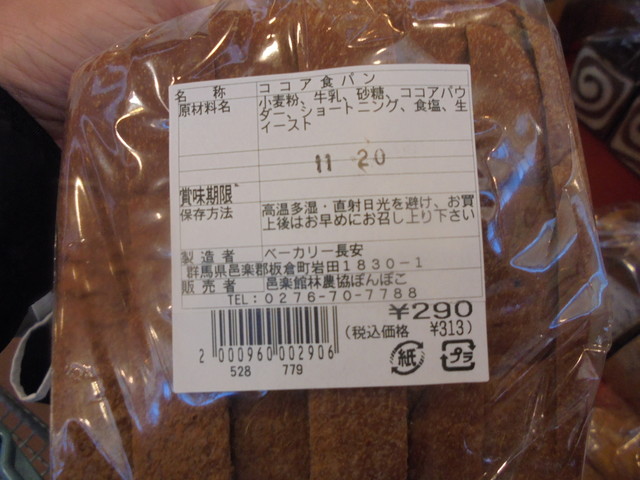 名称 ココア食パン
原材料名 小麦粉、牛乳、砂糖、ココアパウ
ダー、ショートニング、食塩、生
イースト
11 20
賞味期限
保存方法 高温多湿・直射日光を避け、お買
上後はお早めにお召し上り下さい
製造者 ベーカリー長安
群馬県邑楽郡板倉町岩田1830-1
販売者 邑楽館林農協ぽんぽこ
TEL:0276-70-7788
¥290
(税込価格 ¥313)
2 000960 002906
528 779
紙 プラ